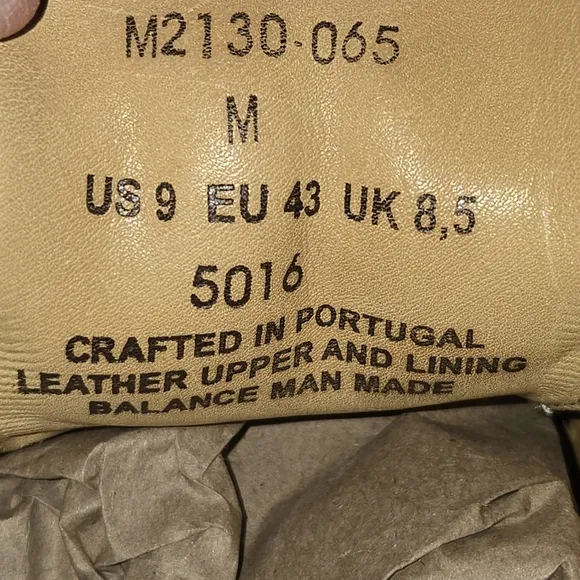 M2130-065
M
US 9 EU 43 UK 8,5
5016
CRAFTED IN PORTUGAL
LEATHER UPPER AND LINING
BALANCE MAN MADE